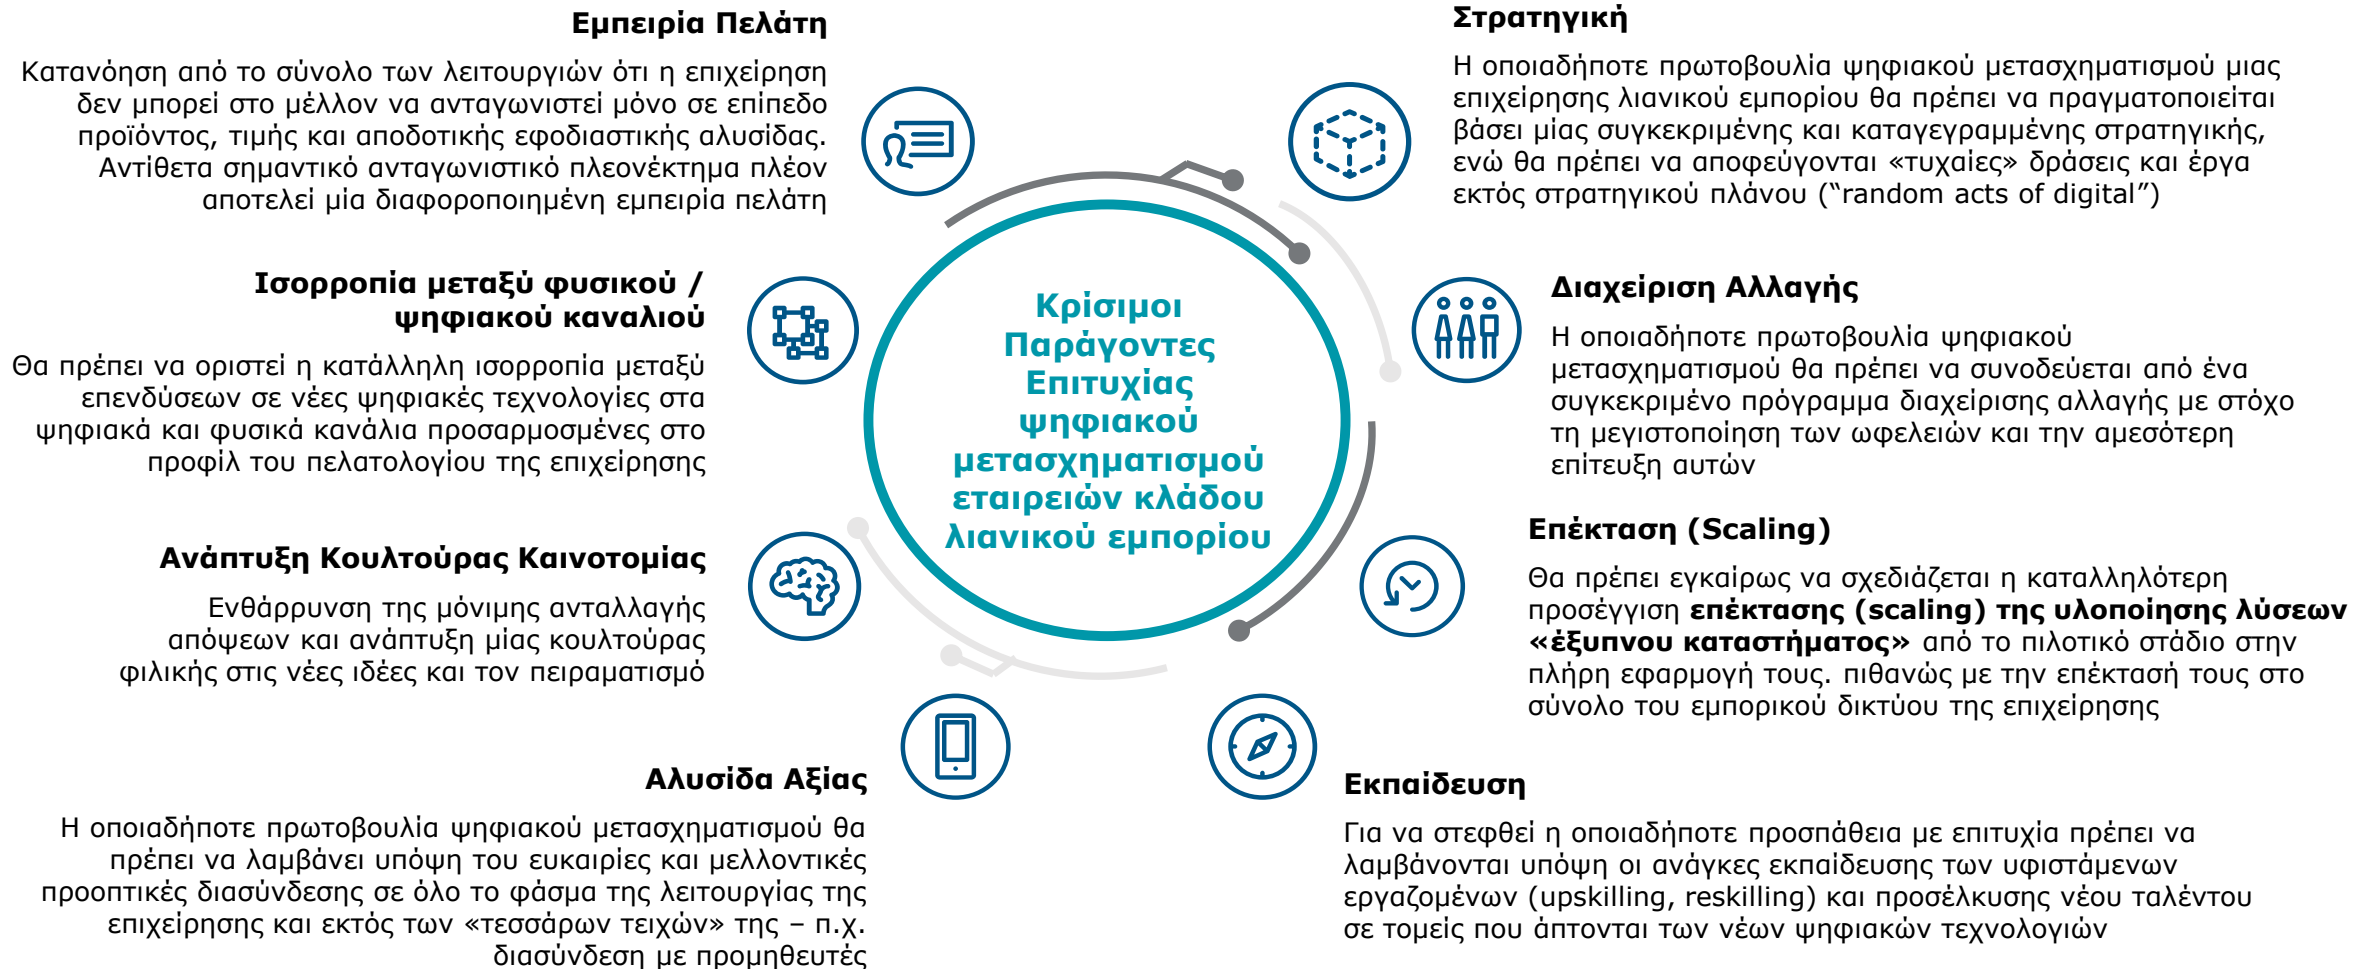 Εμπειρία Πελάτη
Κατανόηση από το σύνολο των λειτουργιών ότι η επιχείρηση
δεν μπορεί στο μέλλον να ανταγωνιστεί μόνο σε επίπεδο
προϊόντος, τιμής και αποδοτικής εφοδιαστικής αλυσίδας.
Αντίθετα σημαντικό ανταγωνιστικό πλεονέκτημα πλέον
αποτελεί μία διαφοροποιημένη εμπειρία πελάτη
Ισορροπία μεταξύ φυσικού /
ψηφιακού καναλιού
Θα πρέπει να οριστεί η κατάλληλη ισορροπία μεταξύ
επενδύσεων σε νέες ψηφιακές τεχνολογίες στα
ψηφιακά και φυσικά κανάλια προσαρμοσμένες στο
προφίλ του πελατολογίου της επιχείρησης
Ανάπτυξη Κουλτούρας Καινοτομίας
Ενθάρρυνση της μόνιμης ανταλλαγής
απόψεων και ανάπτυξη μίας κουλτούρας
φιλικής στις νέες ιδέες και τον πειραματισμό
Αλυσίδα Αξίας
Η οποιαδήποτε πρωτοβουλία ψηφιακού μετασχηματισμού θα
πρέπει να λαμβάνει υπόψη του ευκαιρίες και μελλοντικές
προοπτικές διασύνδεσης σε όλο το φάσμα της λειτουργίας της
επιχείρησης και εκτός των «τεσσάρων τειχών» της – π.χ.
διασύνδεση με προμηθευτές
Κρίσιμοι
Παράγοντες
Επιτυχίας
ψηφιακού
μετασχηματισμού
εταιρειών κλάδου
λιανικού εμπορίου
Στρατηγική
Η οποιαδήποτε πρωτοβουλία ψηφιακού μετασχηματισμού μιας
επιχείρησης λιανικού εμπορίου θα πρέπει να πραγματοποιείται
βάσει μίας συγκεκριμένης και καταγεγραμμένης στρατηγικής,
ενώ θα πρέπει να αποφεύγονται «τυχαίες» δράσεις και έργα
εκτός στρατηγικού πλάνου (“random acts of digital”)
Διαχείριση Αλλαγής
Η οποιαδήποτε πρωτοβουλία ψηφιακού
μετασχηματισμού θα πρέπει να συνοδεύεται από ένα
συγκεκριμένο πρόγραμμα διαχείρισης αλλαγής με στόχο
τη μεγιστοποίηση των ωφελειών και την αμεσότερη
επίτευξη αυτών
Επέκταση (Scaling)
Θα πρέπει εγκαίρως να σχεδιάζεται η καταλληλότερη
προσέγγιση επέκτασης (scaling) της υλοποίησης λύσεων
«έξυπνου καταστήματος» από το πιλοτικό στάδιο στην
πλήρη εφαρμογή τους. πιθανώς με την επέκτασή τους στο
σύνολο του εμπορικού δικτύου της επιχείρησης
Εκπαίδευση
Για να στεφθεί η οποιαδήποτε προσπάθεια με επιτυχία πρέπει να
λαμβάνονται υπόψη οι ανάγκες εκπαίδευσης των υφιστάμενων
εργαζομένων (upskilling, reskilling) και προσέλκυσης νέου ταλέντου
σε τομείς που άπτονται των νέων ψηφιακών τεχνολογιών